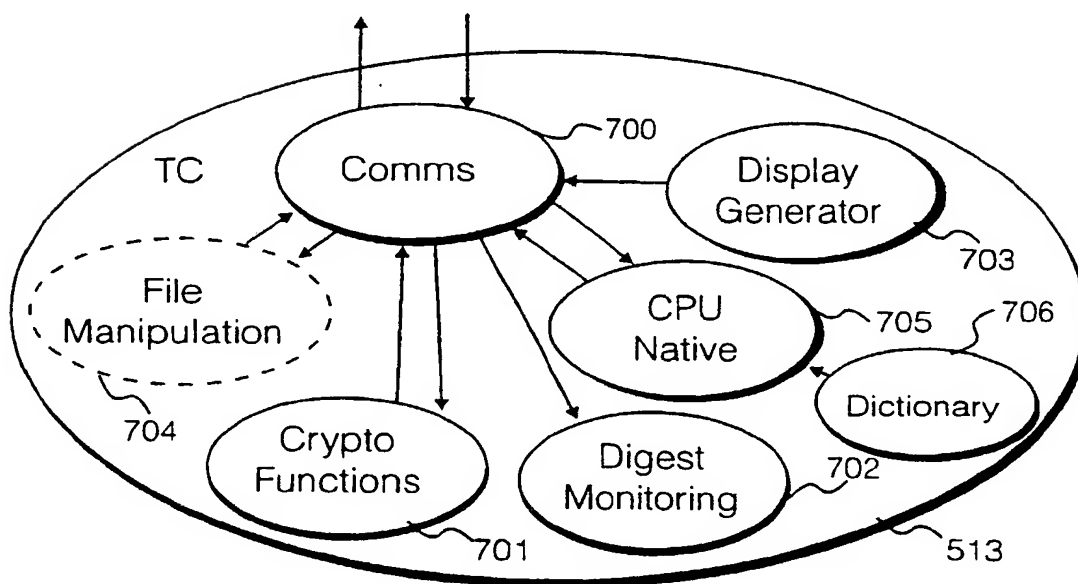 700
TC
Comms
Display
Generator
703
File
Manipulation
CPU
Native
705
706
704
Dictionary
Crypto
Functions
Digest
Monitoring
702
701
513